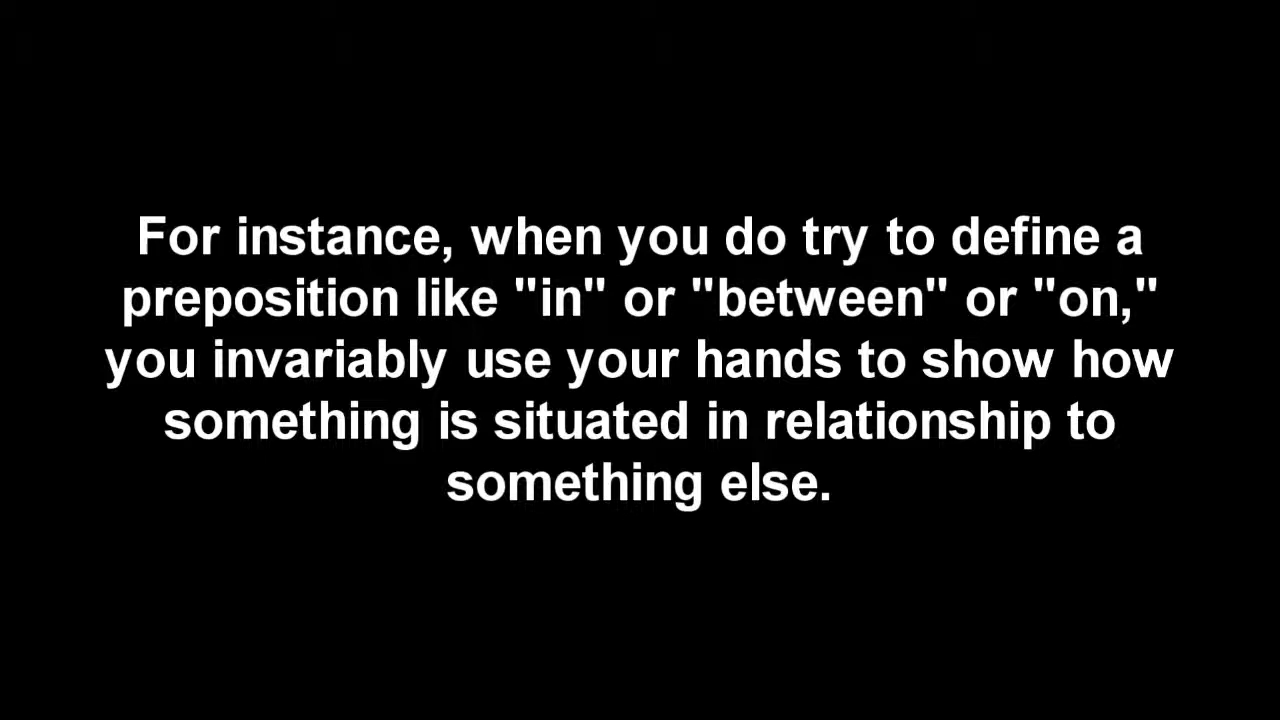 For instance, when you do try to define a
preposition like "in" or "between" or "on,"
you invariably use your hands to show how
something is situated in relationship to
something else.